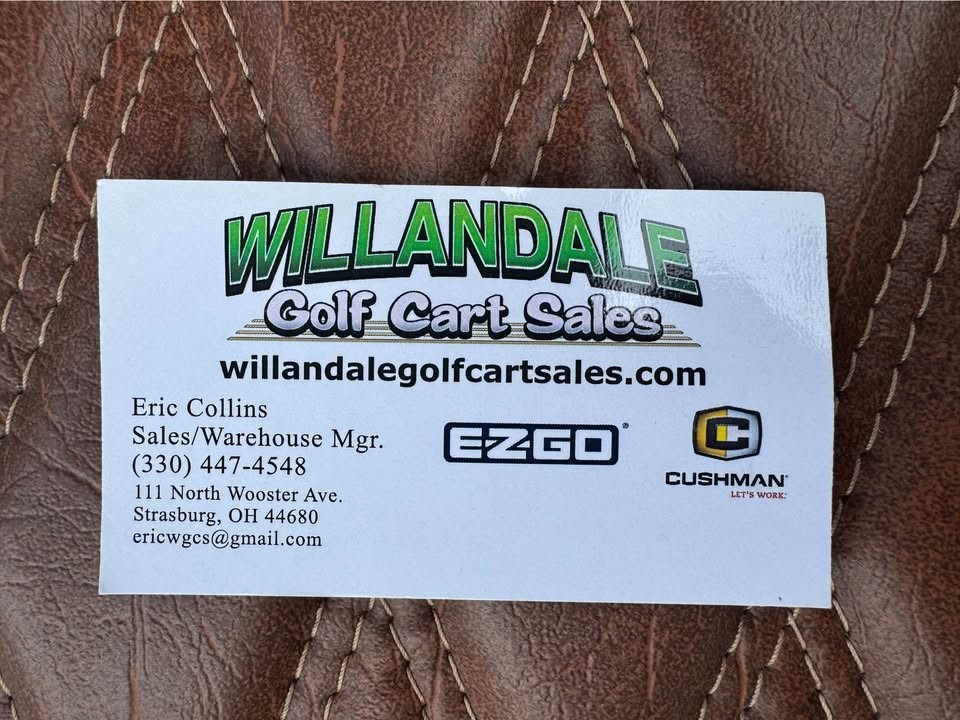 WILLANDALE
Golf Cart Sales
willandalegolfcartsales.com
Eric Collins
Sales/Warehouse Mgr.
(330) 447-4548
111 North Wooster Ave.
Strasburg, OH 44680
ericwgcs@gmail.com
EZGO®
C
CUSHMAN®
LET'S WORK.